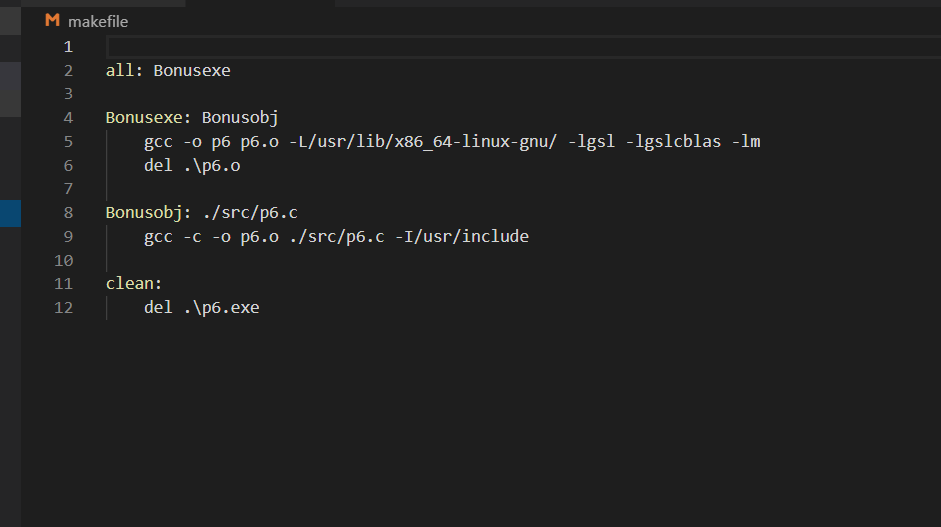 M makefile
1
2 all: Bonusexe
3
4 Bonusexe: Bonusobj
5 gcc -o p6 p6.o -L/usr/lib/x86_64-linux-gnu/ -lgsl -lgslcblas -lm
6 del .\p6.o
7
8 Bonusobj: ./src/p6.c
9 gcc -c -o p6.o ./src/p6.c -I/usr/include
10
11 clean:
12 del .\p6.exe